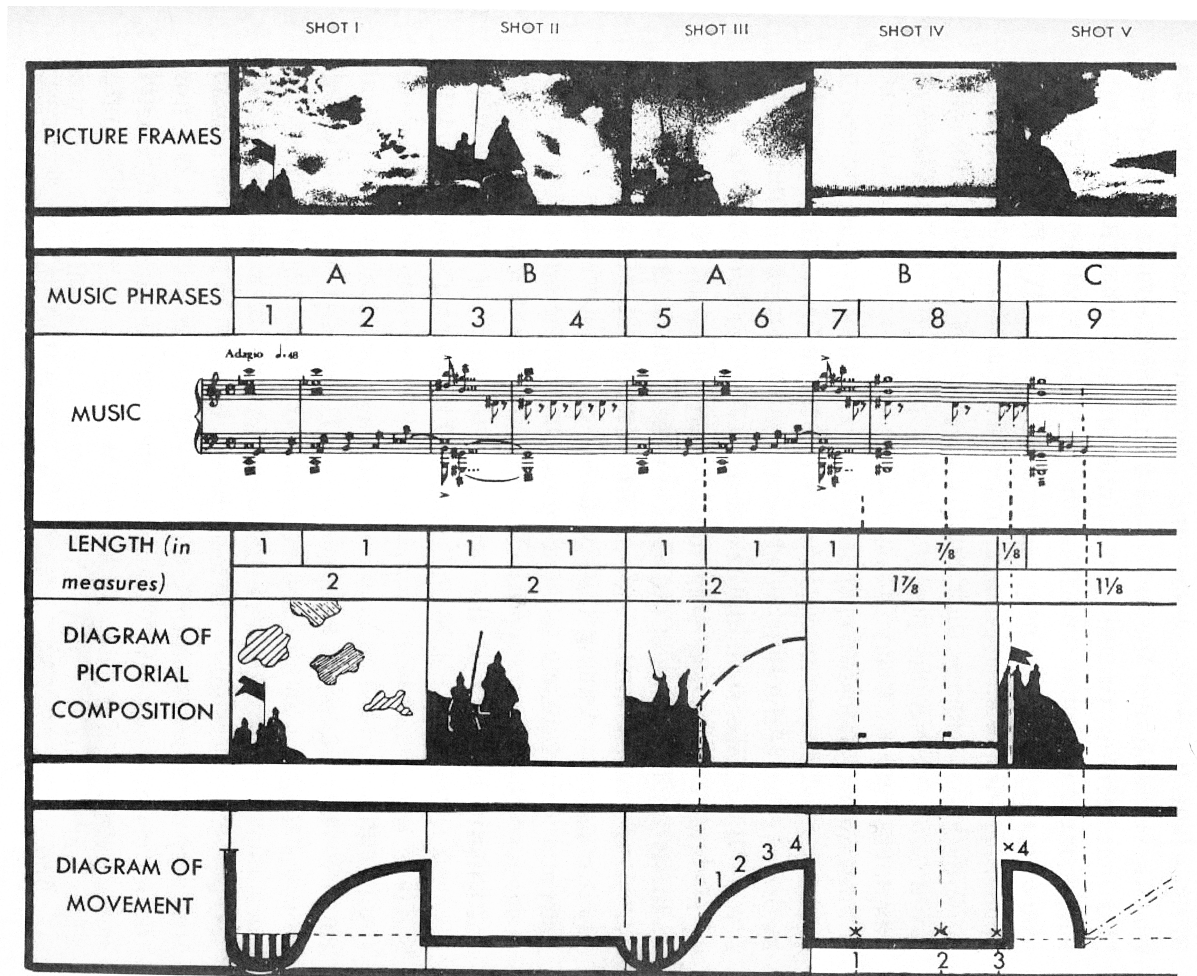 SHOT I SHOT II SHOT III SHOT IV SHOT V
PICTURE FRAMES
MUSIC PHRASES
A B A B C
1 2 3 4 5 6 7 8 9
Adagio ♩. 48
MUSIC
LENGTH (in
measures)
1 1 1 1 1 1 1 7/8 1/8 1
2 2 2 1 7/8 1 1/8
DIAGRAM OF
PICTORIAL
COMPOSITION
DIAGRAM OF
MOVEMENT
1 2 3 4
× × × ×4
1 2 3